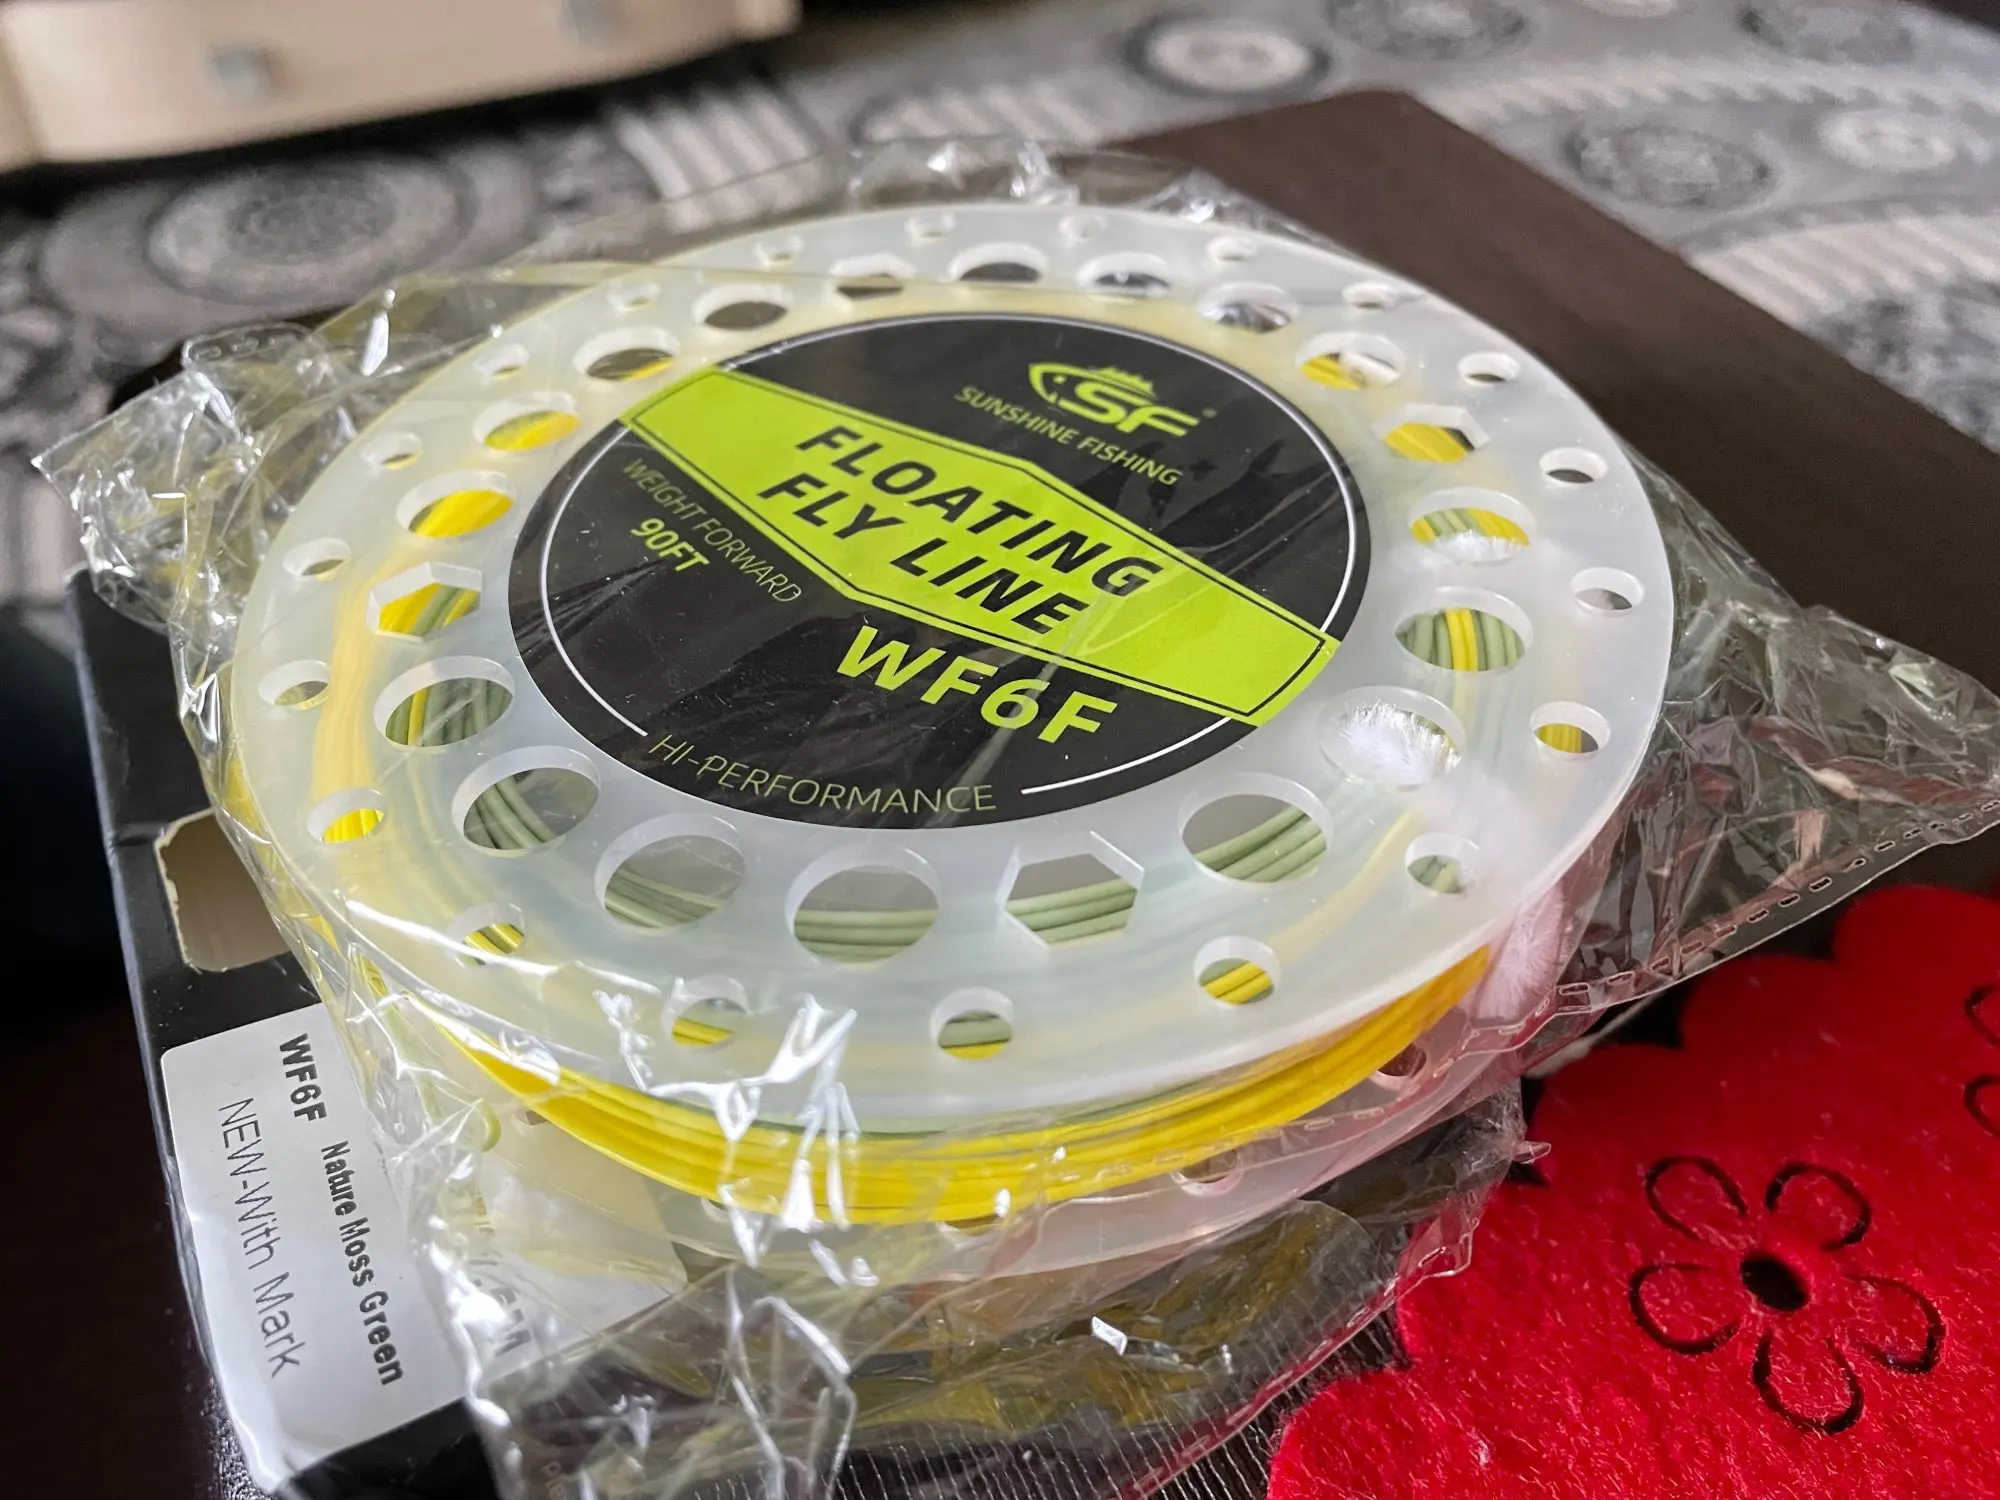 SF®
SUNSHINE FISHING
FLOATING
FLY LINE
WEIGHT FORWARD
90FT
WF6F
HI-PERFORMANCE
WF6F Nature Moss Green
NEW-With Mark